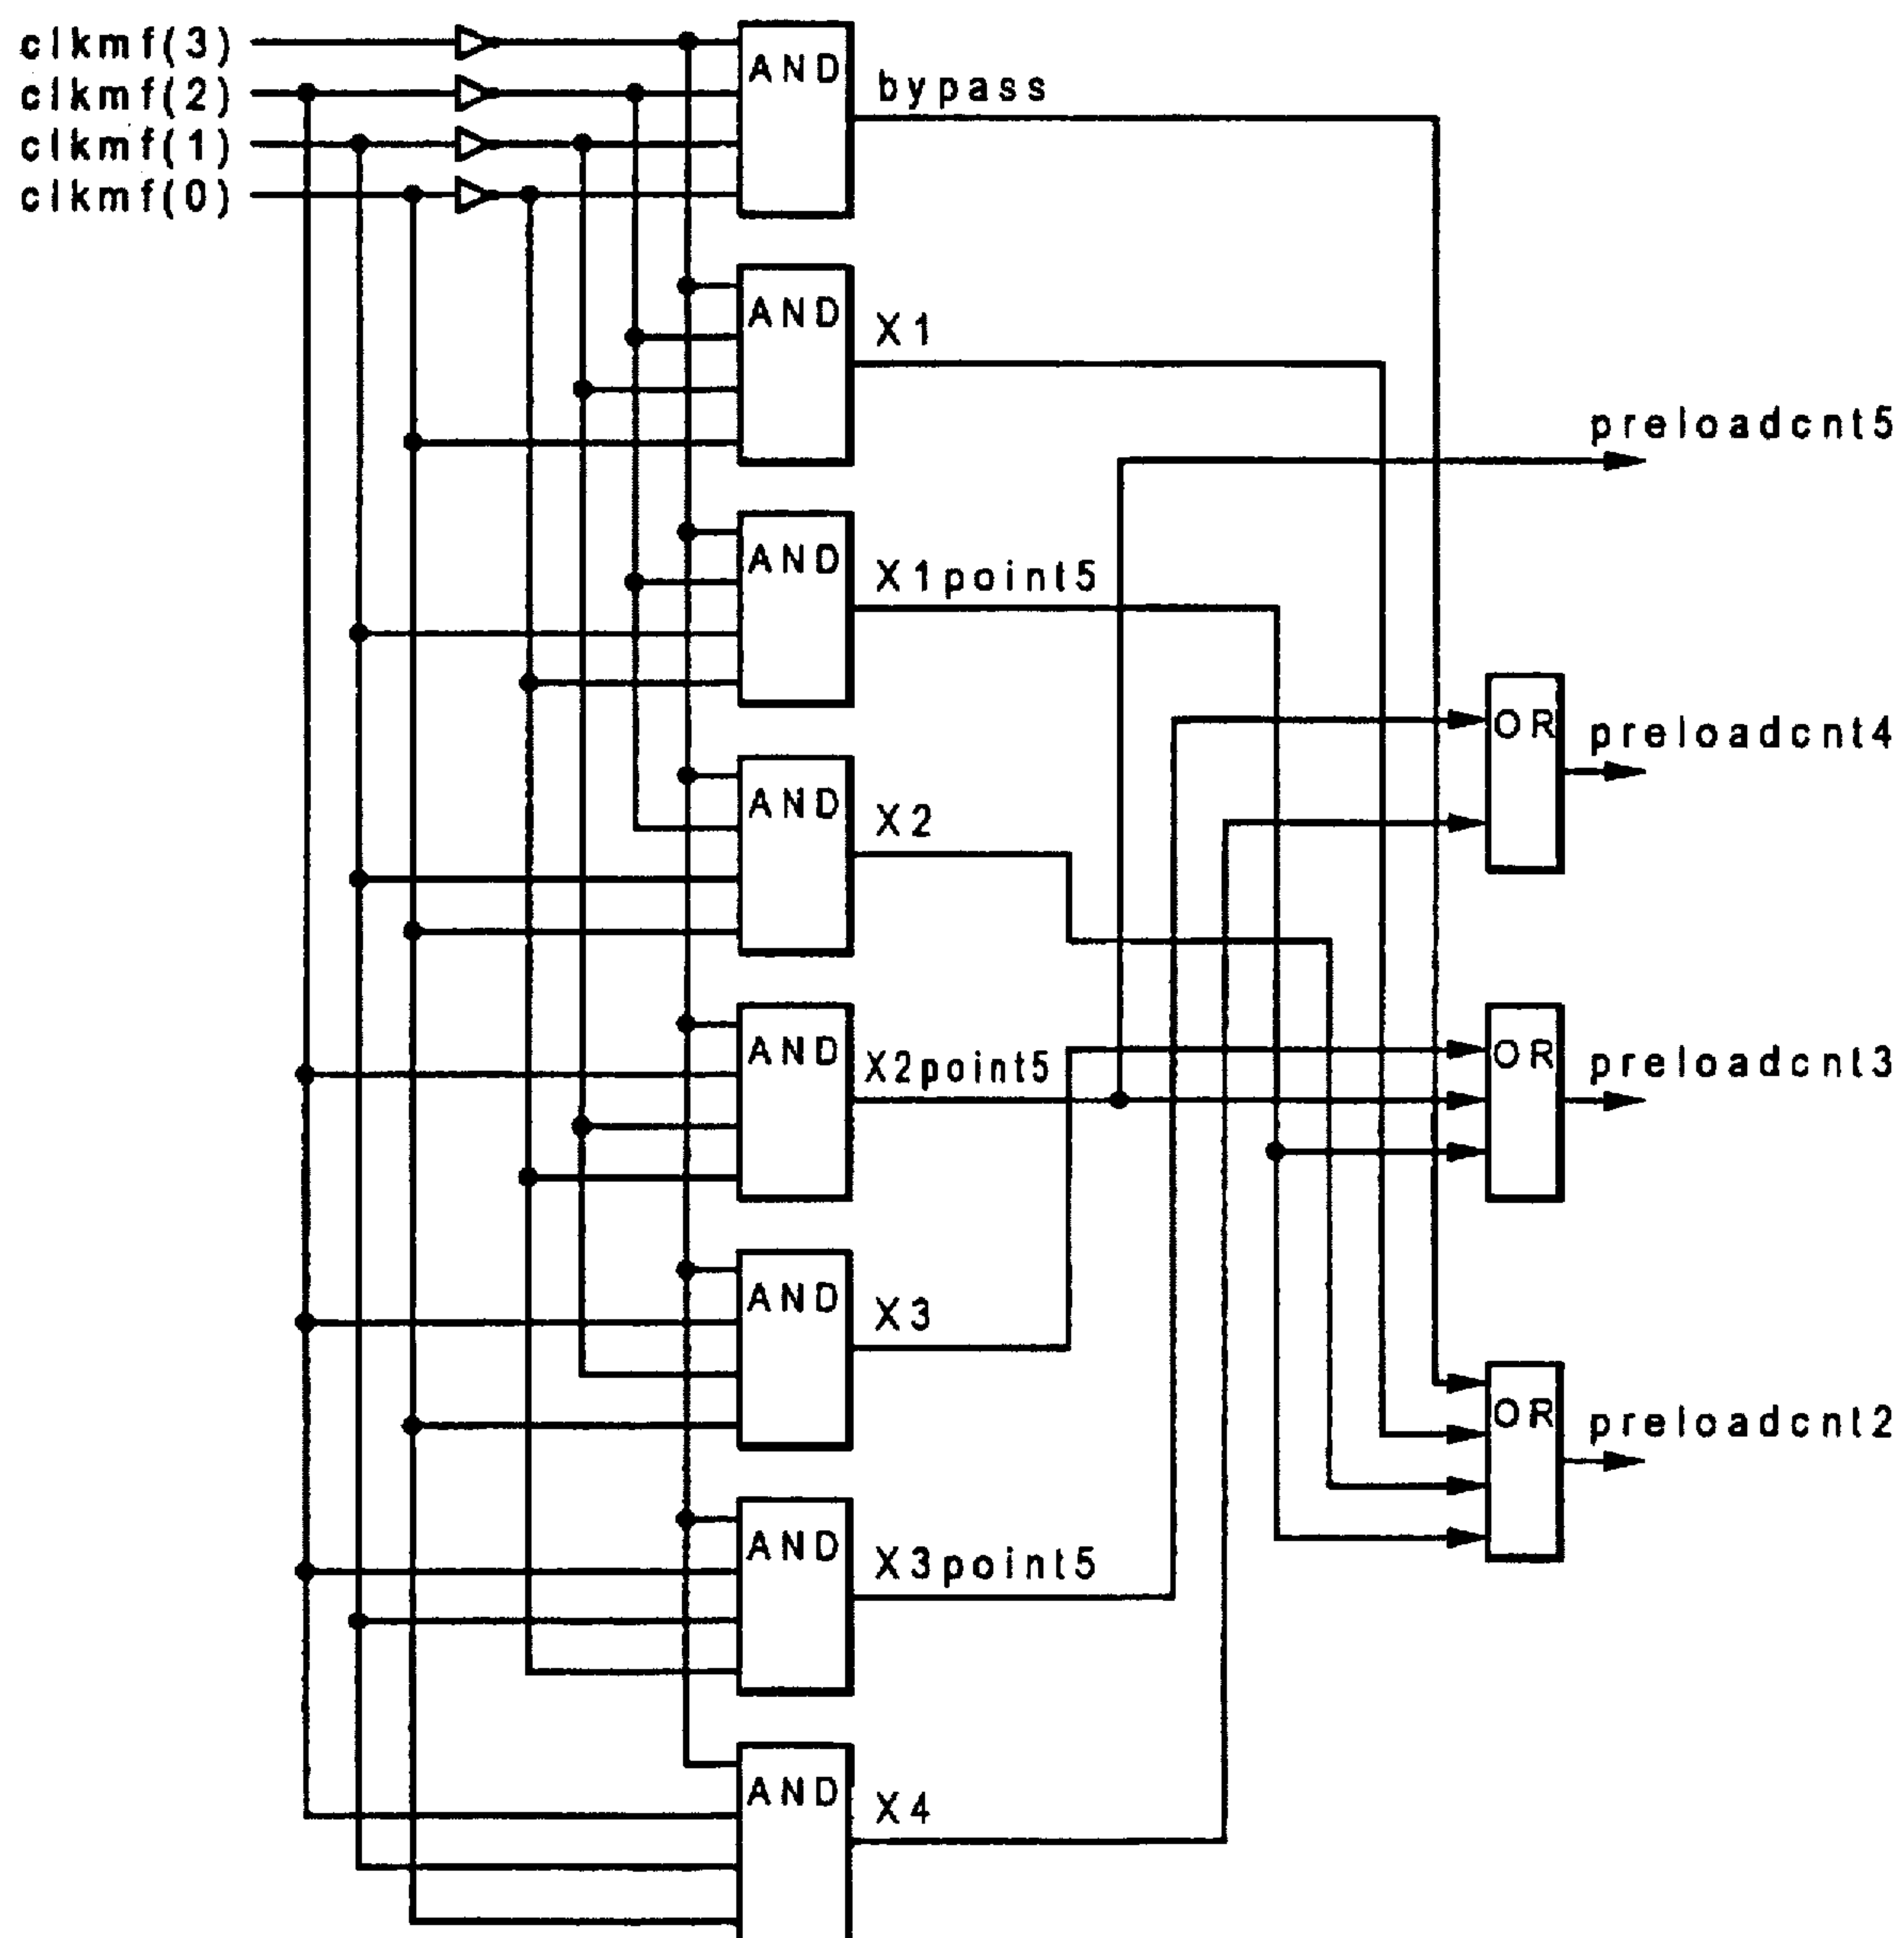 clkmf(3)
clkmf(2)
clkmf(1)
clkmf(0)
AND
bypass
AND
X1
preloadcnt5
AND
X1point5
OR
preloadcnt4
AND
X2
AND
X2point5
OR
preloadcnt3
AND
X3
OR
preloadcnt2
AND
X3point5
AND
X4